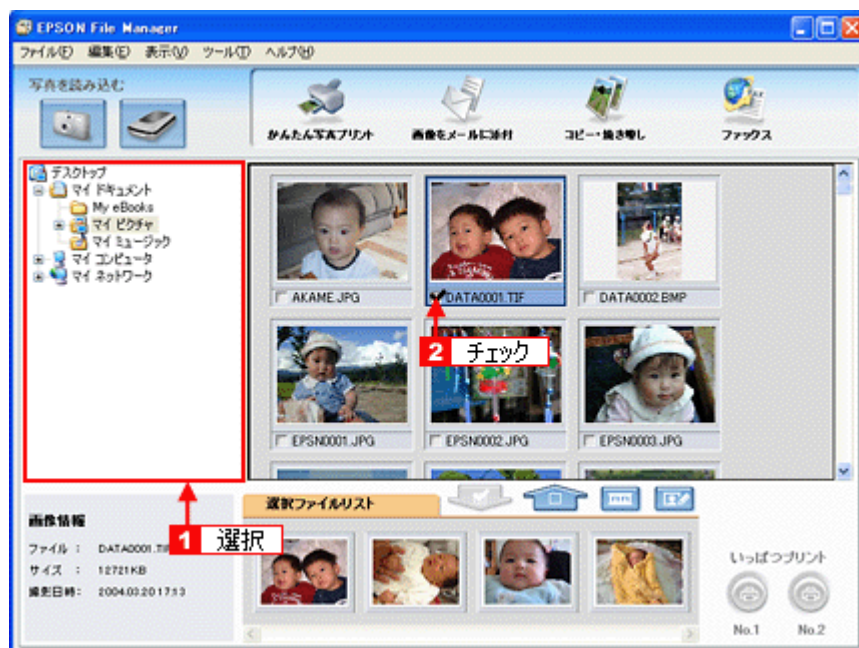 EPSON File Manager
ファイル(F) 編集(E) 表示(V) ツール(T) ヘルプ(H)
写真を読み込む
かんたん写真プリント 画像をメールに添付 コピー・焼き増し ファックス
デスクトップ
マイ ドキュメント
My eBooks
マイ ピクチャ
マイ ミュージック
マイ コンピュータ
マイ ネットワーク
AKAME.JPG DATA0001.TIF DATA0002.BMP
2 チェック
EPSN0001.JPG EPSN0002.JPG EPSN0003.JPG
1 選択
選択ファイルリスト
画像情報
ファイル : DATA0001.TI
サイズ : 12721KB
撮影日時: 2004.03.20 17:13
いっぱつプリント
No.1 No.2